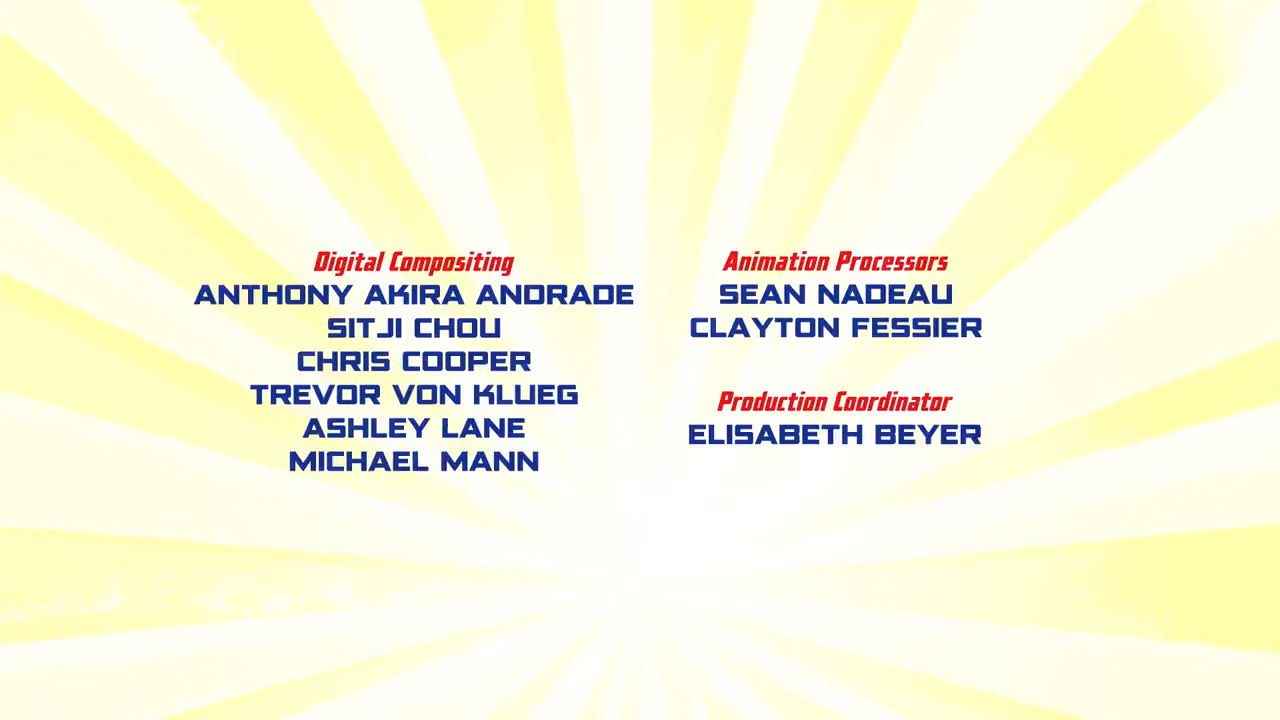 Digital Compositing
ANTHONY AKIRA ANDRADE
SITJI CHOU
CHRIS COOPER
TREVOR VON KLUEG
ASHLEY LANE
MICHAEL MANN
Animation Processors
SEAN NADEAU
CLAYTON FESSIER
Production Coordinator
ELISABETH BEYER